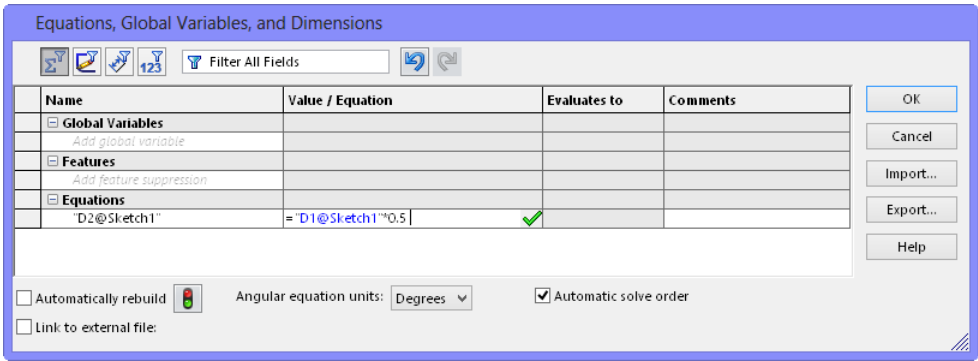 Equations, Global Variables, and Dimensions
Σ 123 Filter All Fields
Name Value / Equation Evaluates to Comments OK
Global Variables
Add global variable Cancel
Features
Add feature suppression Import...
Equations
"D2@Sketch1" ="D1@Sketch1"*0.5 Export...
Help
Automatically rebuild Angular equation units: Degrees Automatic solve order
Link to external file: